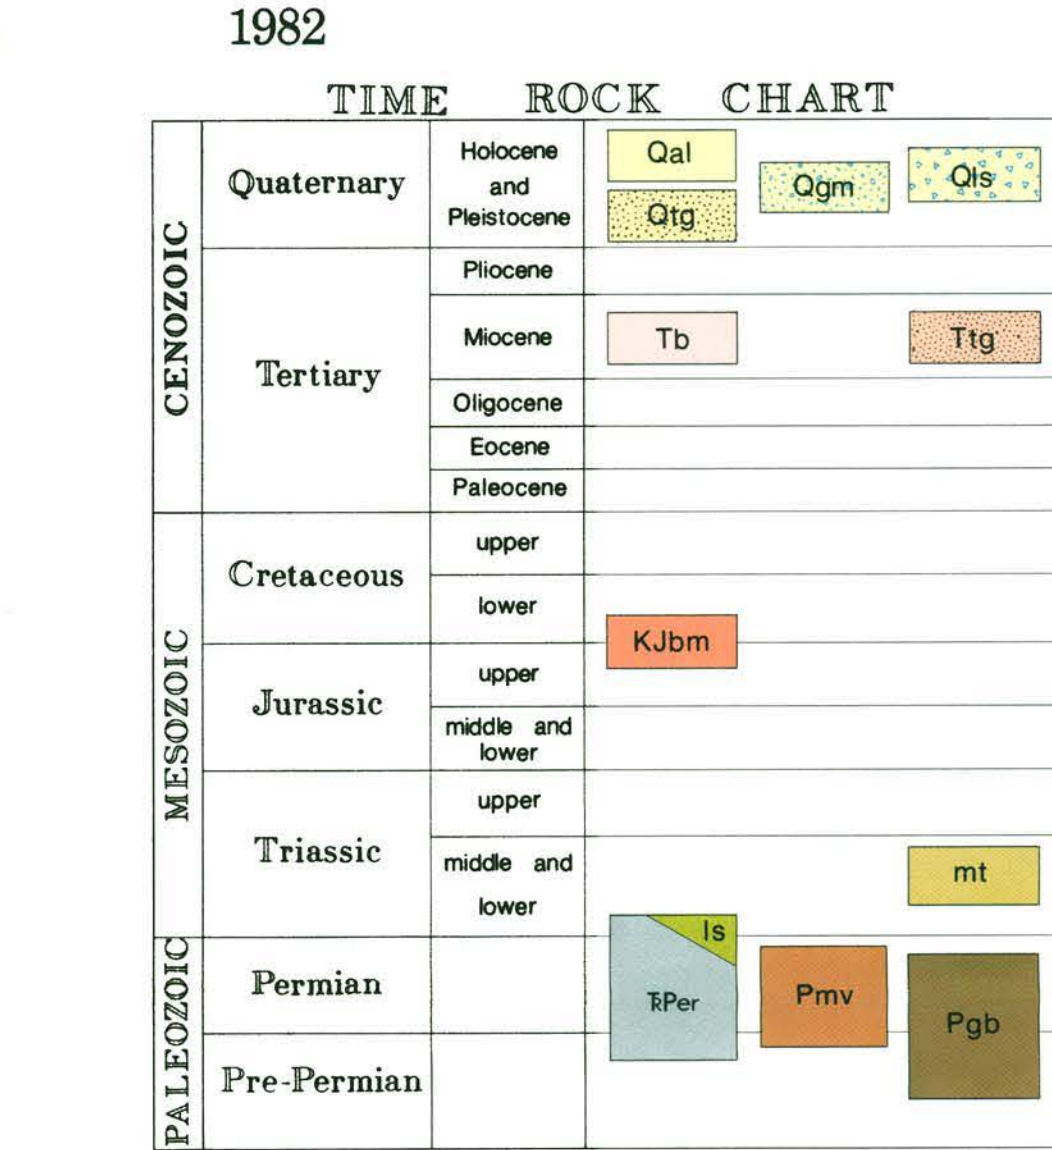 1982
TIME ROCK CHART
CENOZOIC
Quaternary
Holocene
and
Pleistocene
Qal
Qtg
Qgm
Qls
Tertiary
Pliocene
Miocene
Tb
Ttg
Oligocene
Eocene
Paleocene
MESOZOIC
Cretaceous
upper
lower
KJbm
Jurassic
upper
middle and
lower
Triassic
upper
middle and
lower
mt
PALEOZOIC
Permian
ls
TRPer
Pmv
Pgb
Pre-Permian